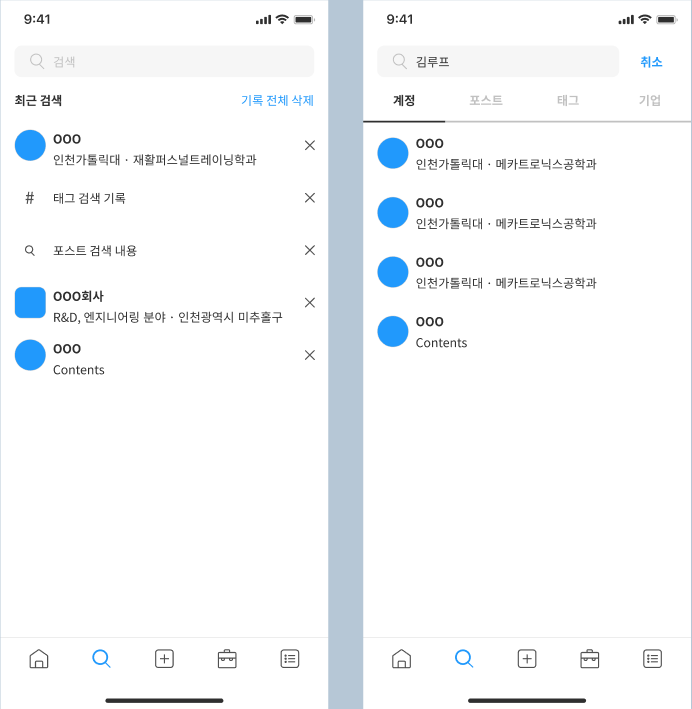 9:41
검색
최근 검색
기록 전체 삭제
OOO
인천가톨릭대 · 재활퍼스널트레이닝학과
# 태그 검색 기록
포스트 검색 내용
OOO회사
R&D, 엔지니어링 분야 · 인천광역시 미추홀구
OOO
Contents
9:41
김루프
취소
계정 포스트 태그 기업
OOO
인천가톨릭대 · 메카트로닉스공학과
OOO
인천가톨릭대 · 메카트로닉스공학과
OOO
인천가톨릭대 · 메카트로닉스공학과
OOO
Contents